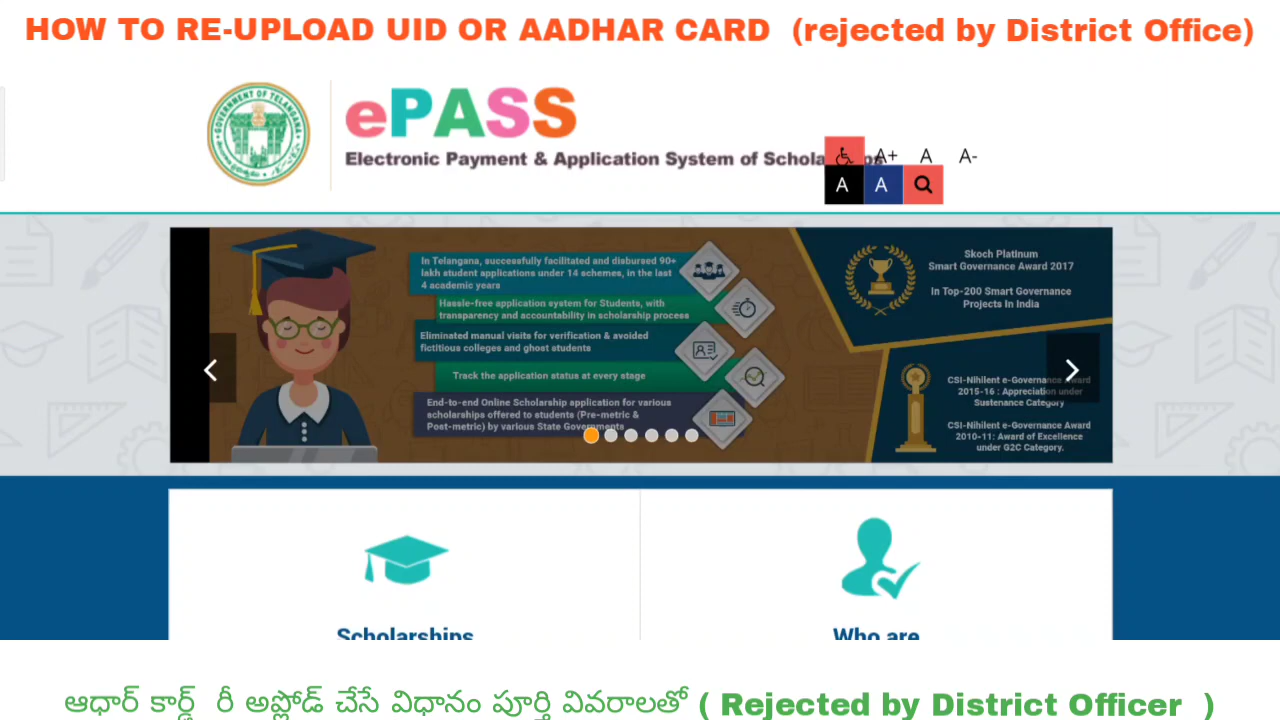 HOW TO RE-UPLOAD UID OR AADHAR CARD (rejected by District Office)
GOVERNMENT OF TELANGANA
ePASS
Electronic Payment & Application System of Scholarships
A+ A A-
A A
In Telangana, successfully facilitated and disbursed 90+
lakh student applications under 14 schemes, in the last
4 academic years
Hassle-free application system for Students, with
transparency and accountability in scholarship process
Eliminated manual visits for verification & avoided
fictitious colleges and ghost students
Track the application status at every stage
End-to-end Online Scholarship application for various
scholarships offered to students (Pre-metric &
Post-metric) by various State Governments
Skoch Platinum
Smart Governance Award 2017
In Top-200 Smart Governance
Projects In India
CSI-Nihilent e-Governance Award
2015-16 : Appreciation under
Sustenance Category
CSI-Nihilent e-Governance Award
2010-11: Award of Excellence
under G2C Category.
Scholarships
Who are
ఆధార్ కార్డ్ రీ అప్లోడ్ చేసే విధానం పూర్తి వివరాలతో ( Rejected by District Officer )